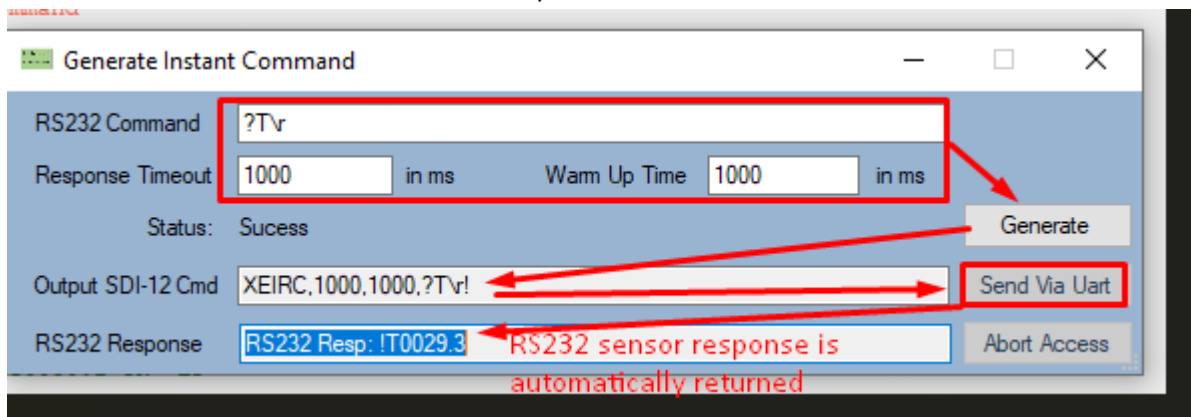 Generate Instant Command
RS232 Command ?T\r
Response Timeout 1000 in ms Warm Up Time 1000 in ms
Generate
Status: Sucess
Output SDI-12 Cmd XEIRC,1000,1000,?T\r! Send Via Uart
RS232 Response RS232 Resp: !T0029.3 RS232 sensor response is
automatically returned
Abort Access